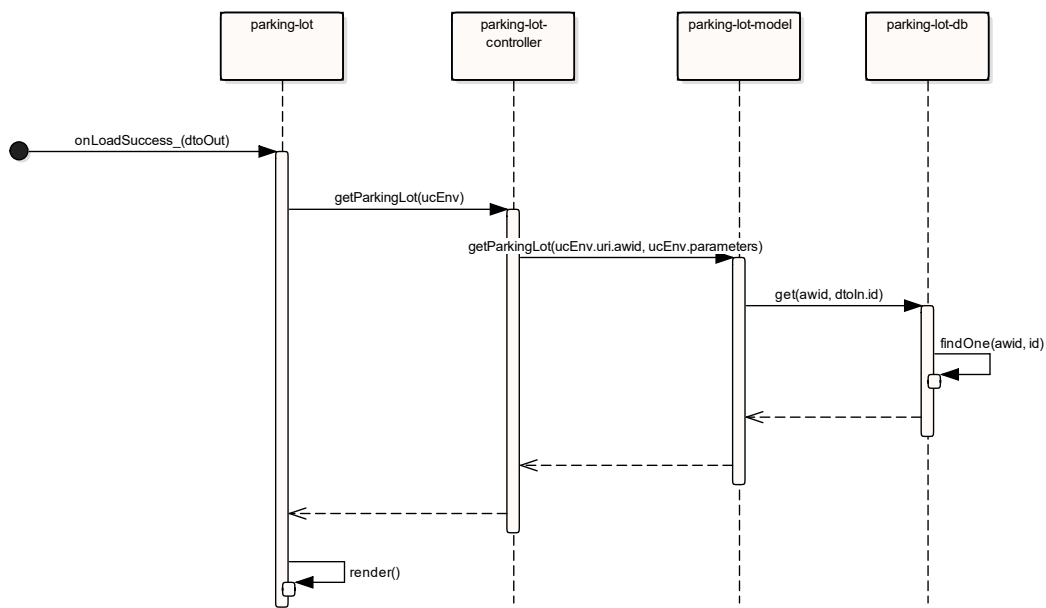 parking-lot
parking-lot-
controller
parking-lot-model
parking-lot-db
onLoadSuccess_(dtoOut)
getParkingLot(ucEnv)
getParkingLot(ucEnv.uri.awid, ucEnv.parameters)
get(awid, dtoIn.id)
findOne(awid, id)
render()